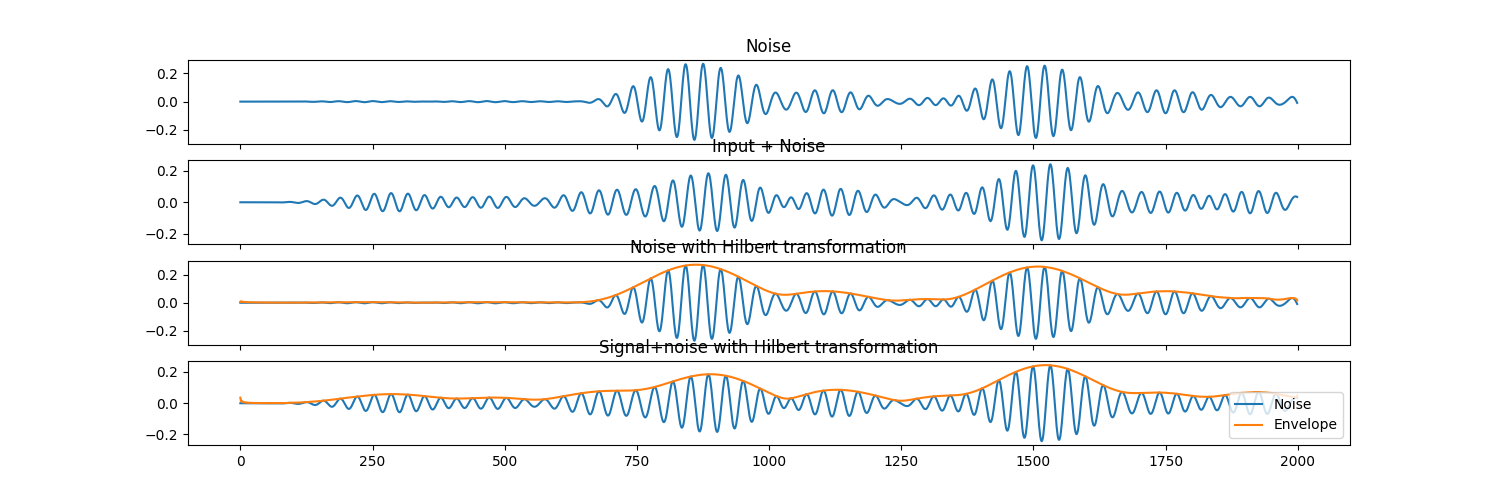 Noise
0.2
0.0
−0.2
Input + Noise
0.2
0.0
−0.2
Noise with Hilbert transformation
0.2
0.0
−0.2
Signal+noise with Hilbert transformation
0.2
0.0
−0.2
Noise
Envelope
0 250 500 750 1000 1250 1500 1750 2000